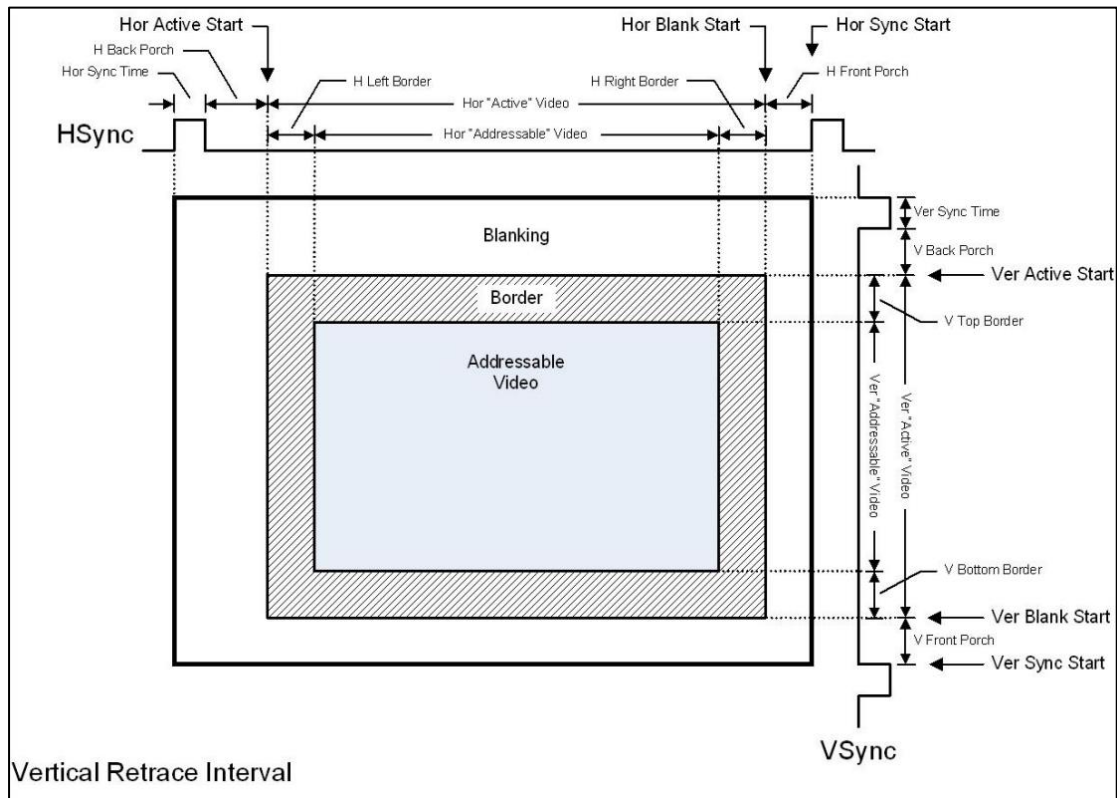 Hor Active Start
Hor Blank Start
Hor Sync Start
H Back Porch
Hor Sync Time
H Left Border
H Right Border
H Front Porch
Hor "Active" Video
HSync
Hor "Addressable" Video
Ver Sync Time
Blanking
V Back Porch
Ver Active Start
Border
V Top Border
Addressable
Video
Ver "Addressable" Video
Ver "Active" Video
V Bottom Border
Ver Blank Start
V Front Porch
Ver Sync Start
VSync
Vertical Retrace Interval